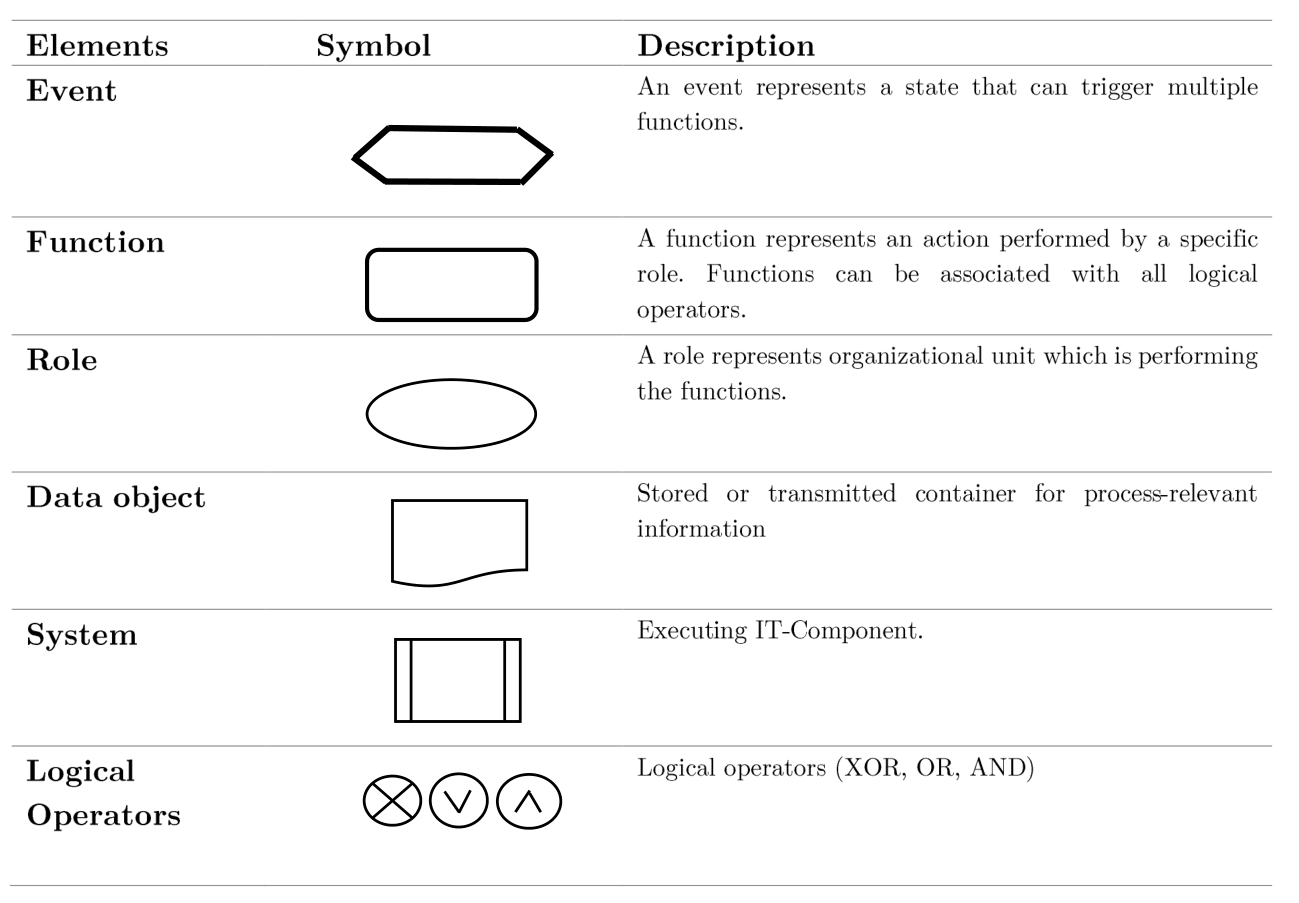 Elements Symbol Description
Event
An event represents a state that can trigger multiple
functions.
Function
A function represents an action performed by a specific
role. Functions can be associated with all logical
operators.
Role
A role represents organizational unit which is performing
the functions.
Data object
Stored or transmitted container for process-relevant
information
System
Executing IT-Component.
Logical
Operators
Logical operators (XOR, OR, AND)